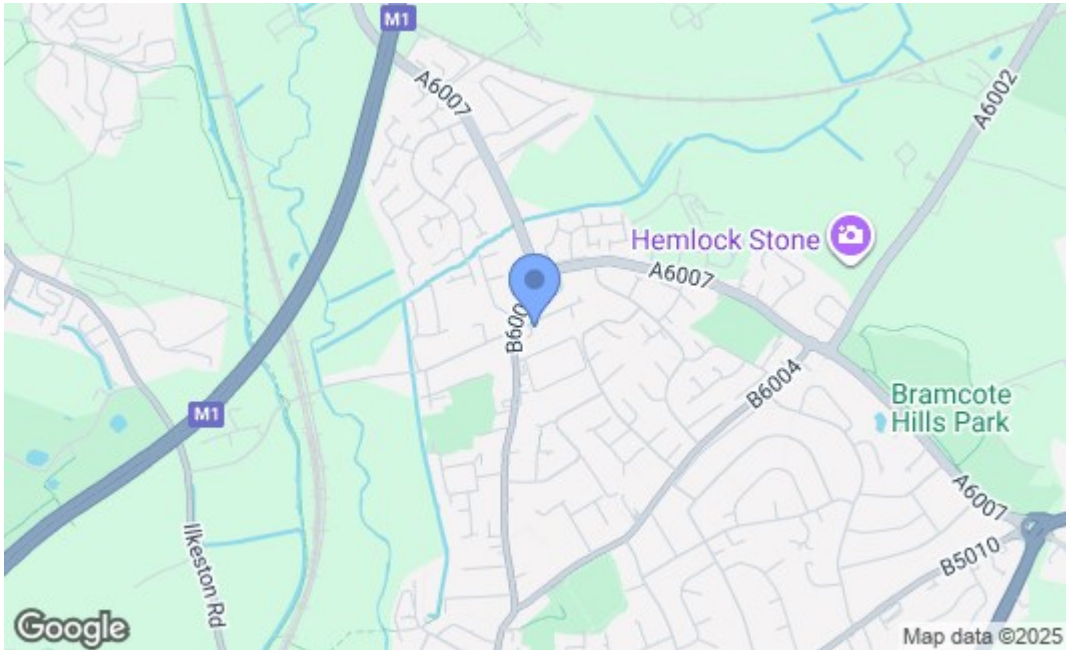 M1
A6007
A6002
Hemlock Stone
A6007
B600
M1
B6004
Bramcote
Hills Park
A6007
Ilkeston Rd
B5010
Google
Map data ©2025